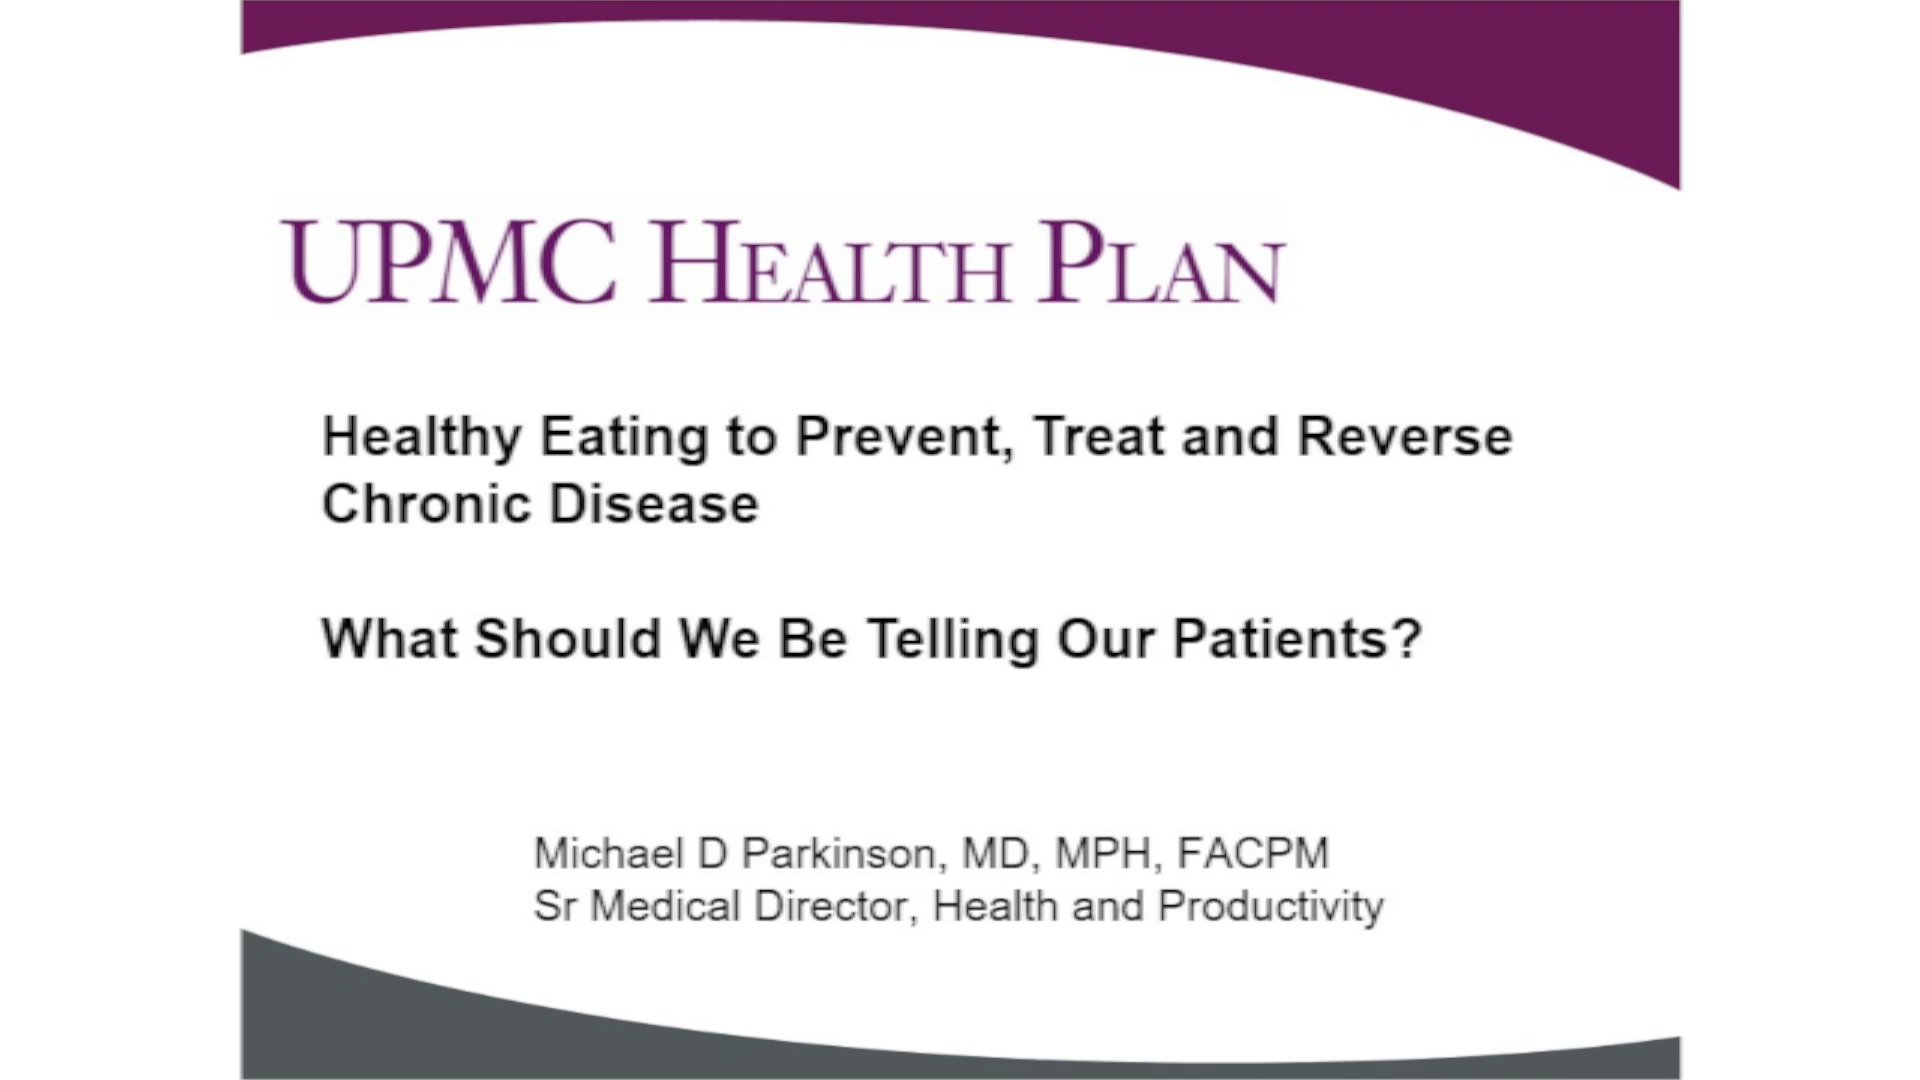 UPMC HEALTH PLAN
Healthy Eating to Prevent, Treat and Reverse
Chronic Disease
What Should We Be Telling Our Patients?
Michael D Parkinson, MD, MPH, FACPM
Sr Medical Director, Health and Productivity